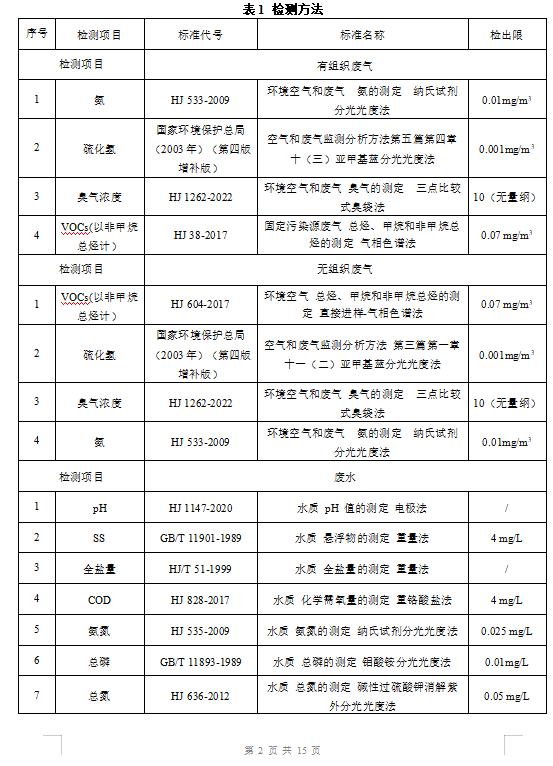 表1 检测方法
序号 检测项目 标准代号 标准名称 检出限
检测项目 有组织废气
1 氨 HJ 533-2009 环境空气和废气 氨的测定 纳氏试剂
分光光度法 0.01mg/m³
2 硫化氢 国家环境保护总局
（2003年）（第四版
增补版） 空气和废气监测分析方法第五篇第四章
十（三）亚甲基蓝分光光度法 0.001mg/m³
3 臭气浓度 HJ 1262-2022 环境空气和废气 臭气的测定 三点比较
式臭袋法 10（无量纲）
4 VOCs(以非甲烷
总烃计） HJ 38-2017 固定污染源废气 总烃、甲烷和非甲烷总
烃的测定 气相色谱法 0.07 mg/m³
检测项目 无组织废气
1 VOCs(以非甲烷
总烃计） HJ 604-2017 环境空气 总烃、甲烷和非甲烷总烃的测
定 直接进样-气相色谱法 0.07 mg/m³
2 硫化氢 国家环境保护总局
（2003年）（第四版
增补版） 空气和废气监测分析方法 第三篇第一章
十一（二）亚甲基蓝分光光度法 0.001mg/m³
3 臭气浓度 HJ 1262-2022 环境空气和废气 臭气的测定 三点比较
式臭袋法 10（无量纲）
4 氨 HJ 533-2009 环境空气和废气 氨的测定 纳氏试剂
分光光度法 0.01mg/m³
检测项目 废水
1 pH HJ 1147-2020 水质 pH 值的测定 电极法 /
2 SS GB/T 11901-1989 水质 悬浮物的测定 重量法 4 mg/L
3 全盐量 HJ/T 51-1999 水质 全盐量的测定 重量法 /
4 COD HJ 828-2017 水质 化学需氧量的测定 重铬酸盐法 4 mg/L
5 氨氮 HJ 535-2009 水质 氨氮的测定 纳氏试剂分光光度法 0.025 mg/L
6 总磷 GB/T 11893-1989 水质 总磷的测定 钼酸铵分光光度法 0.01mg/L
7 总氮 HJ 636-2012 水质 总氮的测定 碱性过硫酸钾消解紫
外分光光度法 0.05 mg/L
第 2 页 共 15 页